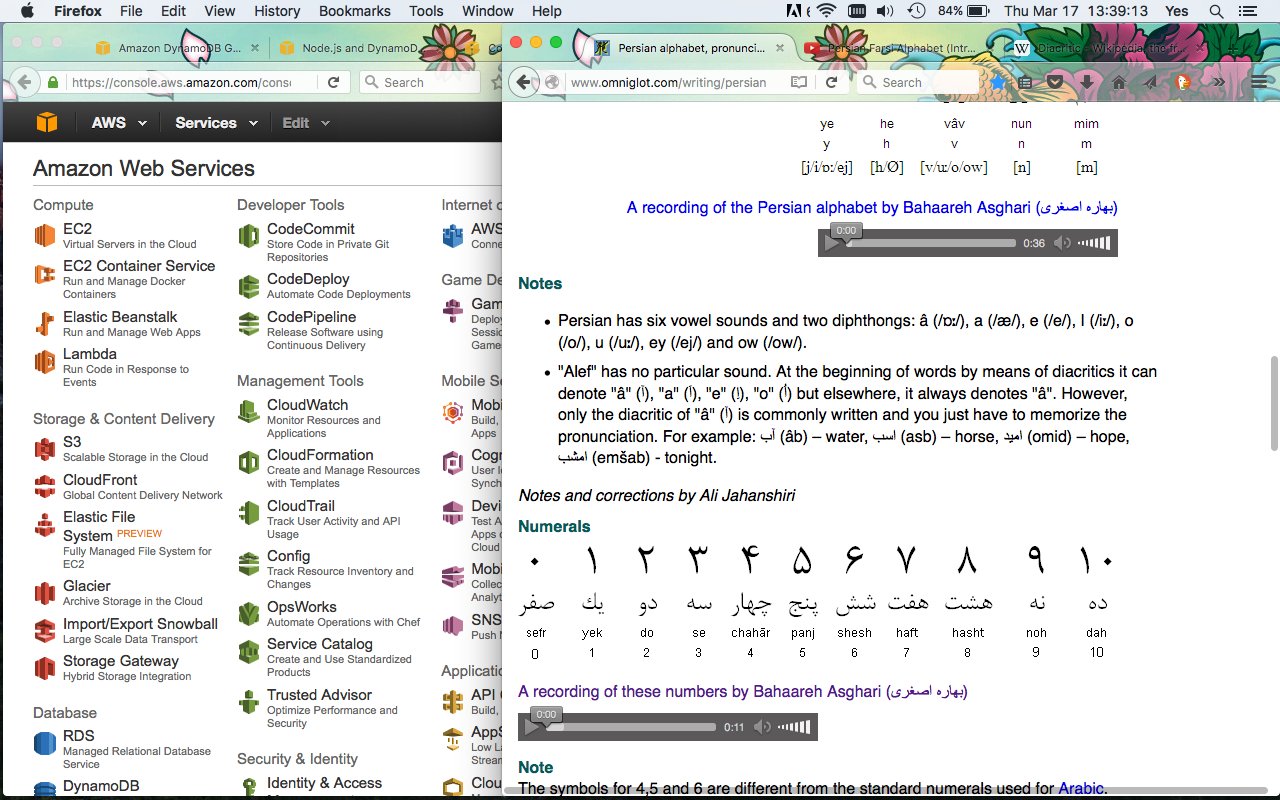 Firefox File Edit View History Bookmarks Tools Window Help 84% Thu Mar 17 13:39:13 Yes
Amazon DynamoDB G...
Node.js and DynamoD
https://console.aws.amazon.com/conso
Search
AWS Services Edit
Amazon Web Services
Compute
EC2
Virtual Servers in the Cloud
EC2 Container Service
Run and Manage Docker
Containers
Elastic Beanstalk
Run and Manage Web Apps
Lambda
Run Code in Response to
Events
Storage & Content Delivery
S3
Scalable Storage in the Cloud
CloudFront
Global Content Delivery Network
Elastic File
System PREVIEW
Fully Managed File System for
EC2
Glacier
Archive Storage in the Cloud
Import/Export Snowball
Large Scale Data Transport
Storage Gateway
Hybrid Storage Integration
Database
RDS
Managed Relational Database
Service
DynamoDB
Developer Tools
CodeCommit
Store Code in Private Git
Repositories
CodeDeploy
Automate Code Deployments
CodePipeline
Release Software using
Continuous Delivery
Management Tools
CloudWatch
Monitor Resources and
Applications
CloudFormation
Create and Manage Resources
with Templates
CloudTrail
Track User Activity and API
Usage
Config
Track Resource Inventory and
Changes
OpsWorks
Automate Operations with Chef
Service Catalog
Create and Use Standardized
Products
Trusted Advisor
Optimize Performance and
Security
Security & Identity
Identity & Access
Internet o
AWS
Conne
Game De
Gam
Deploy
Session
Games
Mobile S
Mobi
Build,
Apps
Cogn
User Id
Synch
Devi
Test A
Apps o
Cloud
Mobi
Collec
Analyt
SNS
Push N
Applicatio
API G
Build,
AppS
Low La
Stream
Clou
Persian alphabet, pronunci...
Persian Farsi Alphabet (Intr...
Diacritic - Wikipedia, the fr
www.omniglot.com/writing/persian
Search
ye he vâv nun mim
y h v n m
[j/i/ɒː/ej] [h/Ø] [v/uː/o/ow] [n] [m]
A recording of the Persian alphabet by Bahaareh Asghari (بهاره اصغری)
0:00
0:36
Notes
• Persian has six vowel sounds and two diphthongs: â (/ɒː/), a (/æ/), e (/e/), I (/iː/), o
(/o/), u (/uː/), ey (/ej/) and ow (/ow/).
• "Alef" has no particular sound. At the beginning of words by means of diacritics it can
denote "â" (آ), "a" (اَ), "e" (اِ), "o" (اُ) but elsewhere, it always denotes "â". However,
only the diacritic of "â" (آ) is commonly written and you just have to memorize the
pronunciation. For example: آب (âb) – water, اسب (asb) – horse, امید (omid) – hope,
امشب (emšab) - tonight.
Notes and corrections by Ali Jahanshiri
Numerals
۰ ۱ ۲ ۳ ۴ ۵ ۶ ۷ ۸ ۹ ۱۰
صفر يك دو سه چهار پنج شش هفت هشت نه ده
sefr yek do se chahār panj shesh haft hasht noh dah
0 1 2 3 4 5 6 7 8 9 10
A recording of these numbers by Bahaareh Asghari (بهاره اصغری)
0:00
0:11
Note
The symbols for 4,5 and 6 are different from the standard numerals used for Arabic.